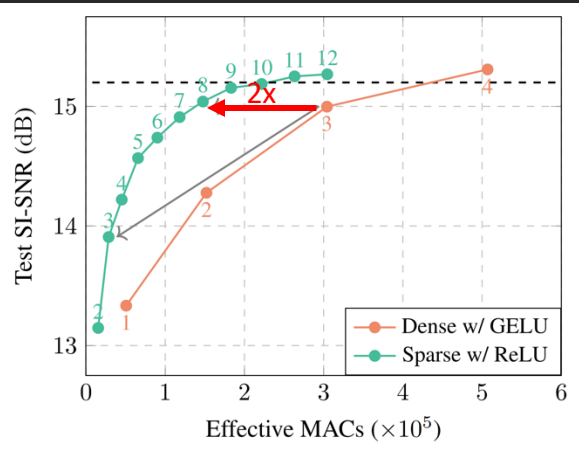 Test SI-SNR (dB)
15
14
13
0 1 2 3 4 5 6
Effective MACs (×10⁵)
2 3 4 5 6 7 8 9 10 11 12
1 2 3 4
2x
Dense w/ GELU
Sparse w/ ReLU